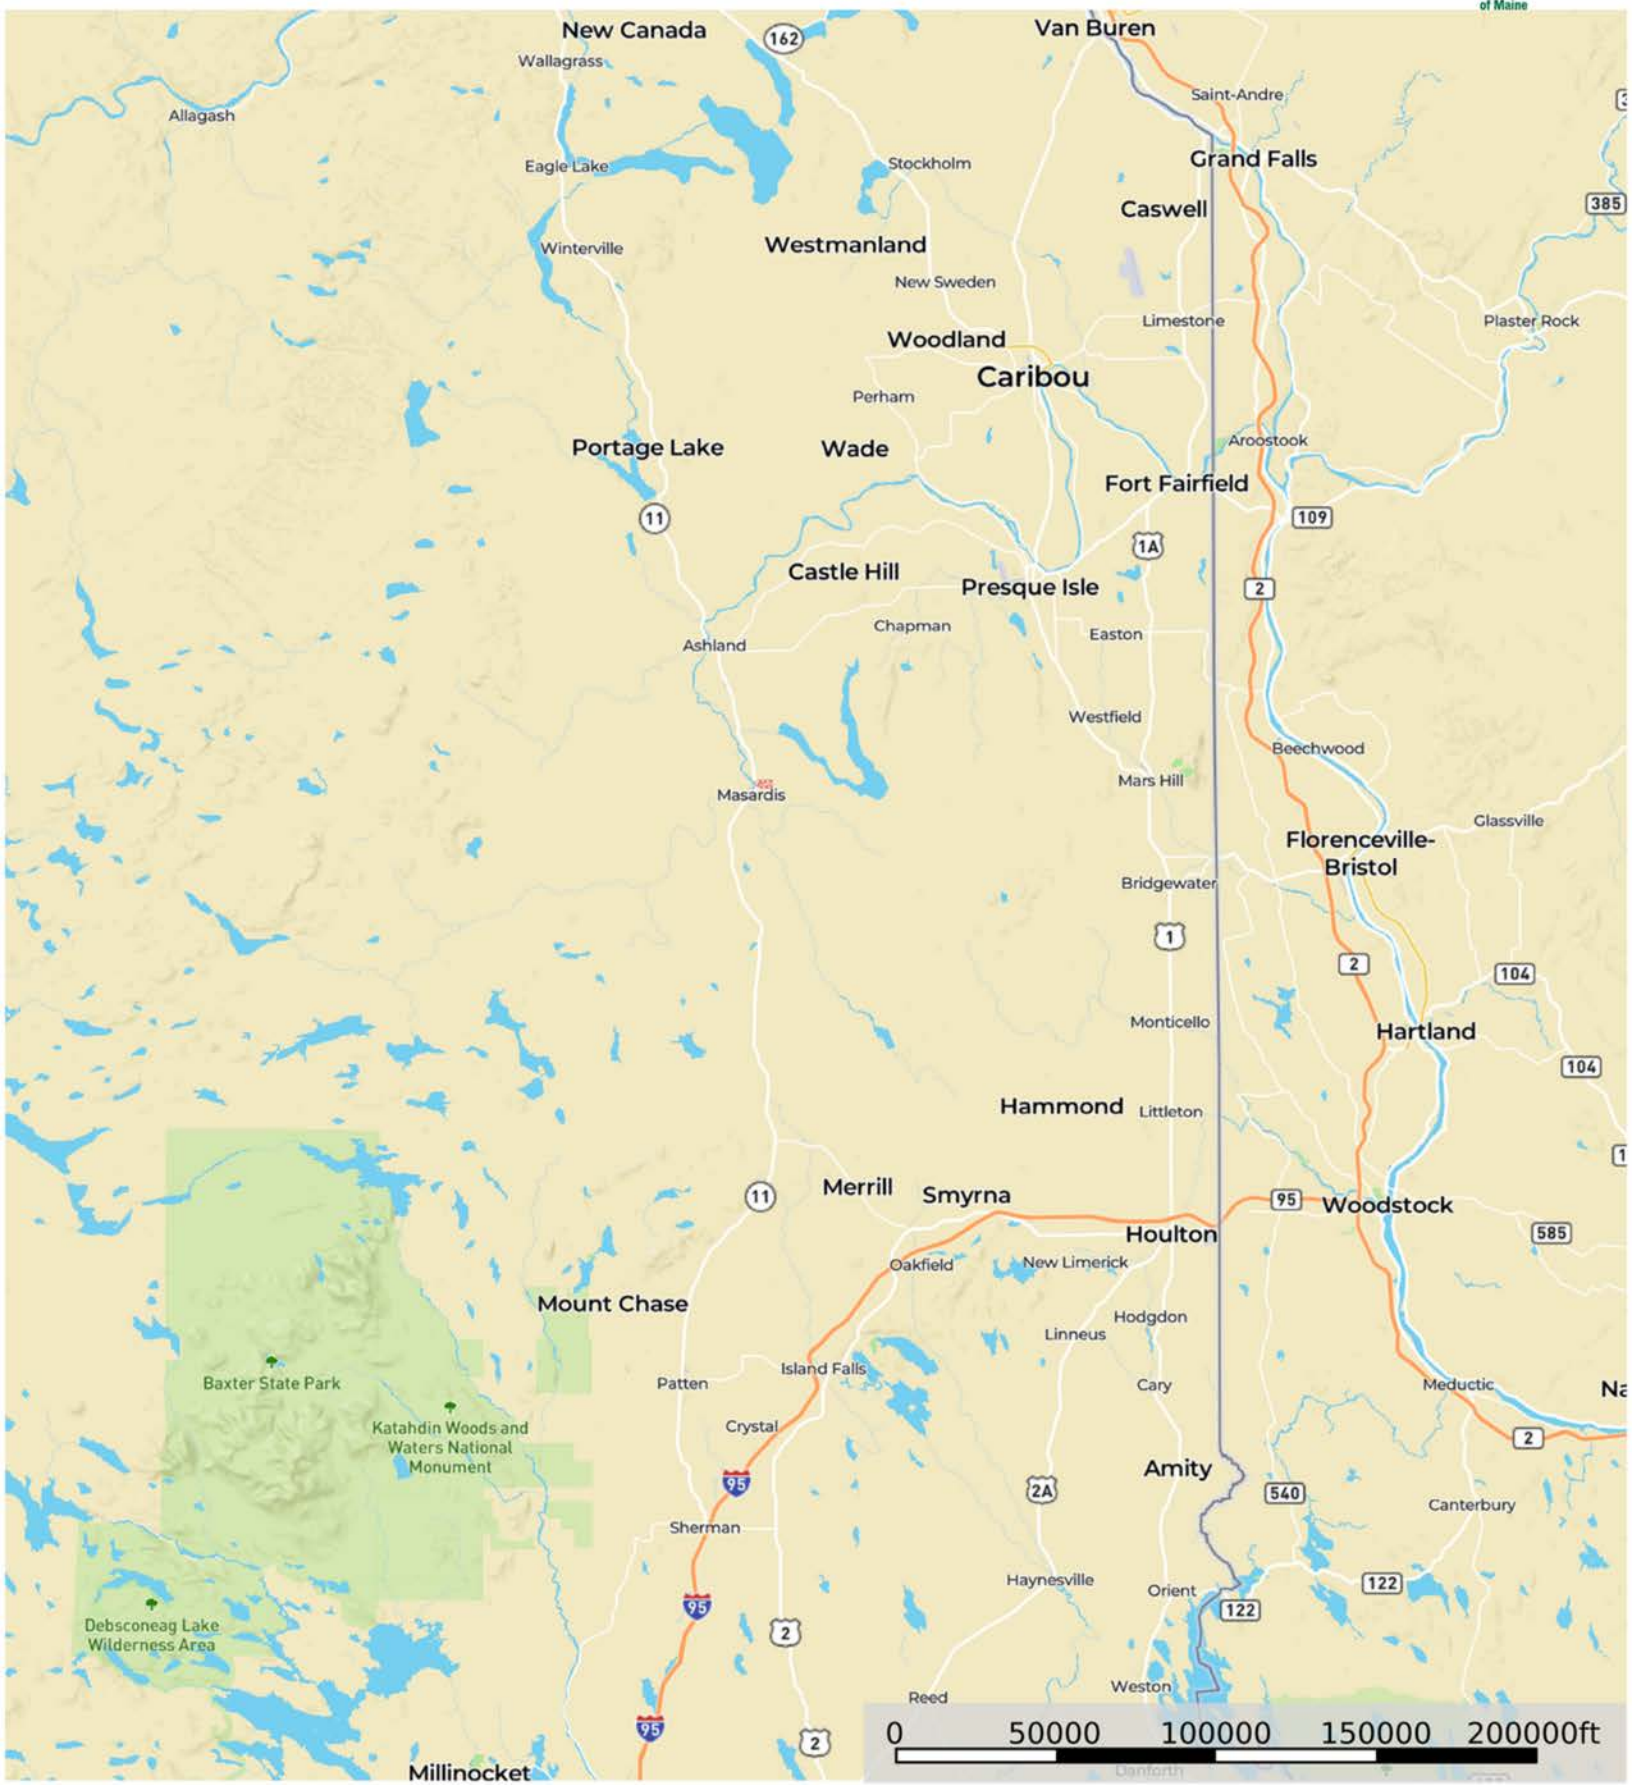 of Maine
New Canada
162
Van Buren
Wallagrass
Saint-Andre
Allagash
Eagle Lake
Stockholm
Grand Falls
385
Caswell
Westmanland
Winterville
New Sweden
Limestone
Plaster Rock
Woodland
Caribou
Perham
Portage Lake
Wade
Aroostook
Fort Fairfield
11
109
1A
Castle Hill
Presque Isle
2
Chapman
Easton
Ashland
Westfield
Beechwood
Mars Hill
Masardis
Glassville
Florenceville-
Bristol
Bridgewater
1
2
104
Monticello
Hartland
104
Hammond
Littleton
11
Merrill
Smyrna
95
Woodstock
585
Houlton
Oakfield
New Limerick
Mount Chase
Hodgdon
Linneus
Island Falls
Baxter State Park
Patten
Cary
Meductic
Katahdin Woods and
Waters National
Monument
Crystal
2
Amity
95
2A
540
Canterbury
Sherman
Haynesville
Orient
122
95
122
Debsconeag Lake
Wilderness Area
2
Weston
Reed
95
2
0 50000 100000 150000 200000ft
Danforth
Millinocket